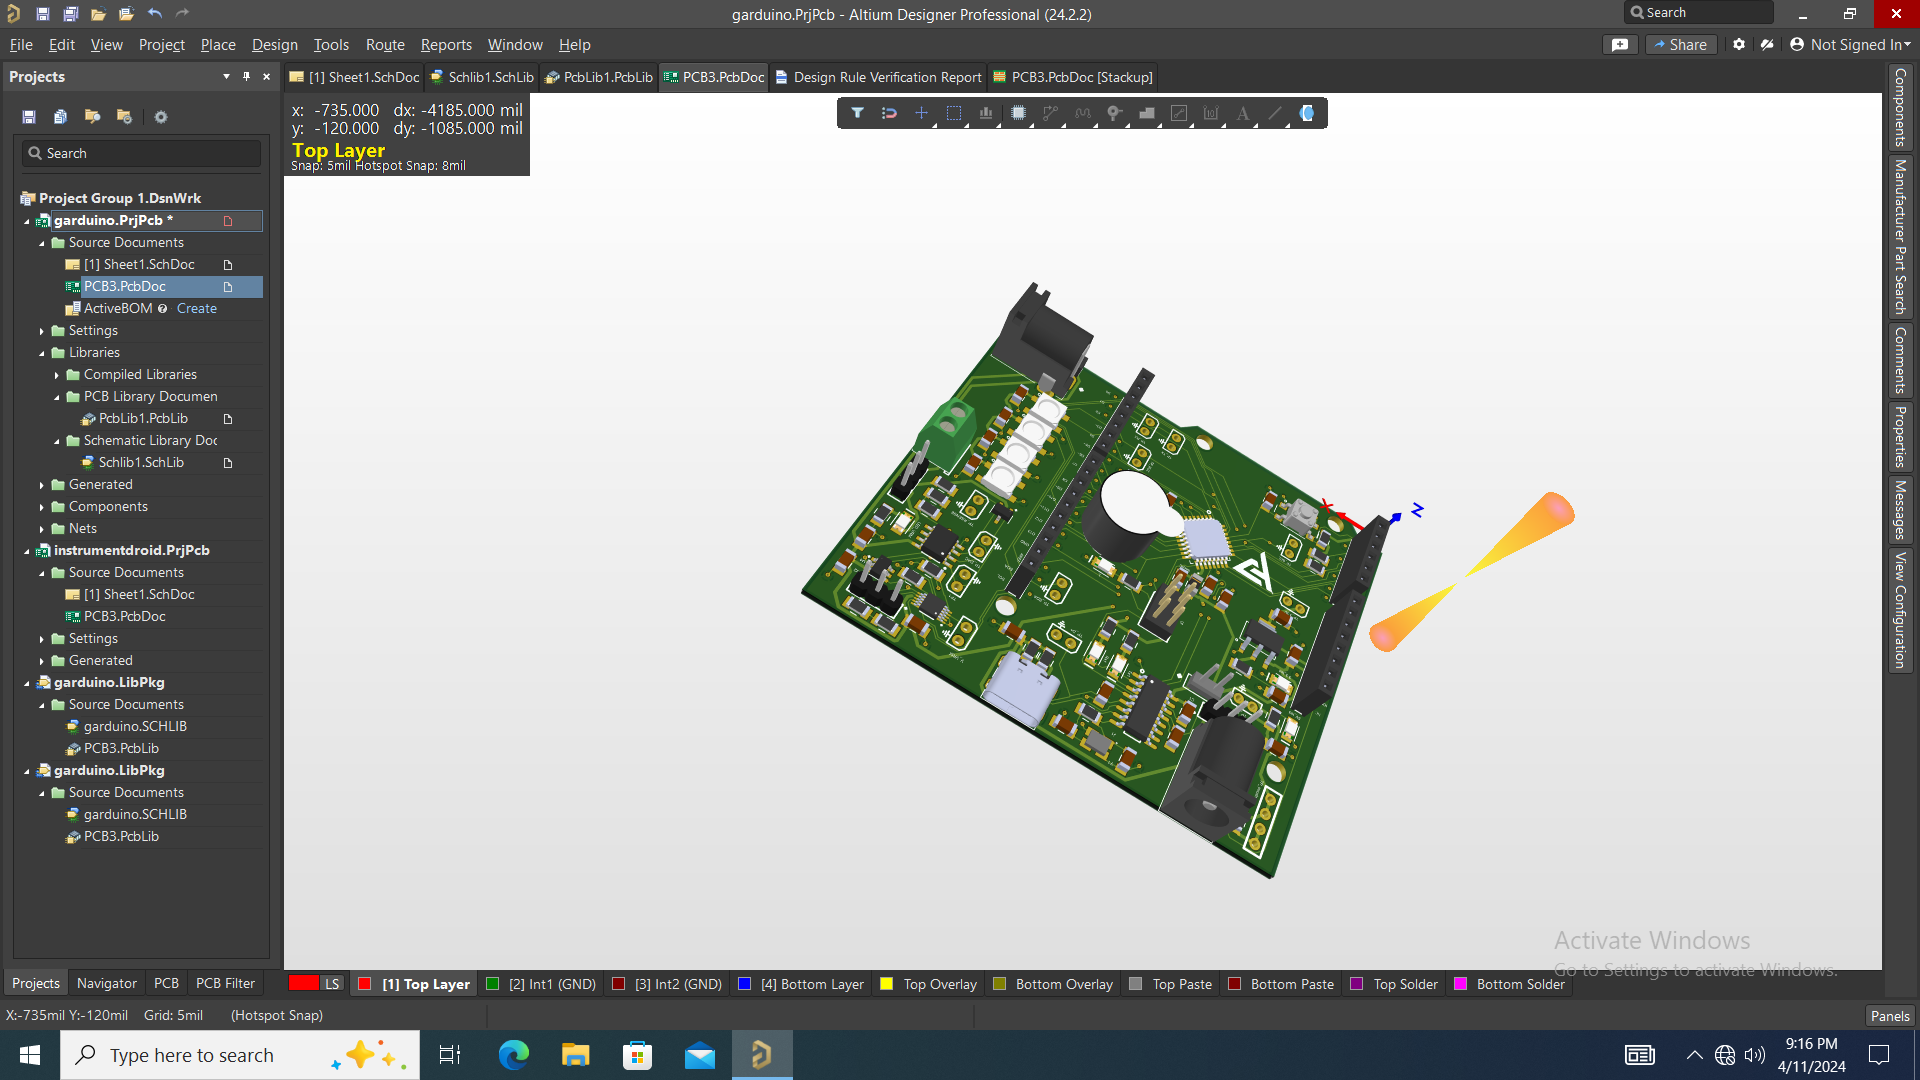 garduino.PrjPcb - Altium Designer Professional (24.2.2)
Search
File Edit View Project Place Design Tools Route Reports Window Help
Share
Not Signed In
Projects
[1] Sheet1.SchDoc
Schlib1.SchLib
PcbLib1.PcbLib
PCB3.PcbDoc
Design Rule Verification Report
PCB3.PcbDoc [Stackup]
x: -735.000 dx: -4185.000 mil
y: -120.000 dy: -1085.000 mil
Top Layer
Snap: 5mil Hotspot Snap: 8mil
Search
Project Group 1.DsnWrk
garduino.PrjPcb *
Source Documents
[1] Sheet1.SchDoc
PCB3.PcbDoc
ActiveBOM Create
Settings
Libraries
Compiled Libraries
PCB Library Documen
PcbLib1.PcbLib
Schematic Library Doc
Schlib1.SchLib
Generated
Components
Nets
instrumentdroid.PrjPcb
Source Documents
[1] Sheet1.SchDoc
PCB3.PcbDoc
Settings
Generated
garduino.LibPkg
Source Documents
garduino.SCHLIB
PCB3.PcbLib
garduino.LibPkg
Source Documents
garduino.SCHLIB
PCB3.PcbLib
X
Z
Components
Manufacturer Part Search
Comments
Properties
Messages
View Configuration
Activate Windows
Go to Settings to activate Windows.
Projects Navigator PCB PCB Filter
LS
[1] Top Layer
[2] Int1 (GND)
[3] Int2 (GND)
[4] Bottom Layer
Top Overlay
Bottom Overlay
Top Paste
Bottom Paste
Top Solder
Bottom Solder
X:-735mil Y:-120mil Grid: 5mil (Hotspot Snap)
Panels
Type here to search
9:16 PM
4/11/2024